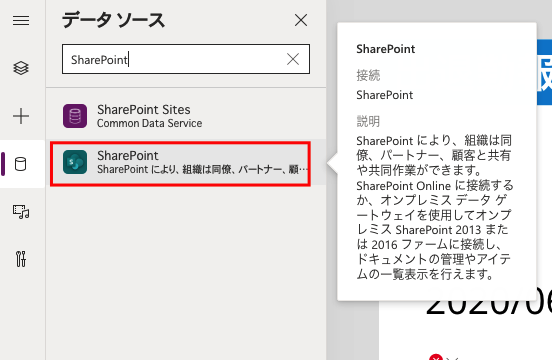 データ ソース
SharePoint
SharePoint Sites
Common Data Service
SharePoint
SharePoint により、組織は同僚、パートナー、顧...
SharePoint
接続
SharePoint
説明
SharePoint により、組織は同
僚、パートナー、顧客と共有
や共同作業ができます。
SharePoint Online に接続する
か、オンプレミス データ ゲ
ートウェイを使用してオンプ
レミス SharePoint 2013 また
は 2016 ファームに接続し、
ドキュメントの管理やアイテ
ムの一覧表示を行えます。
2020/06